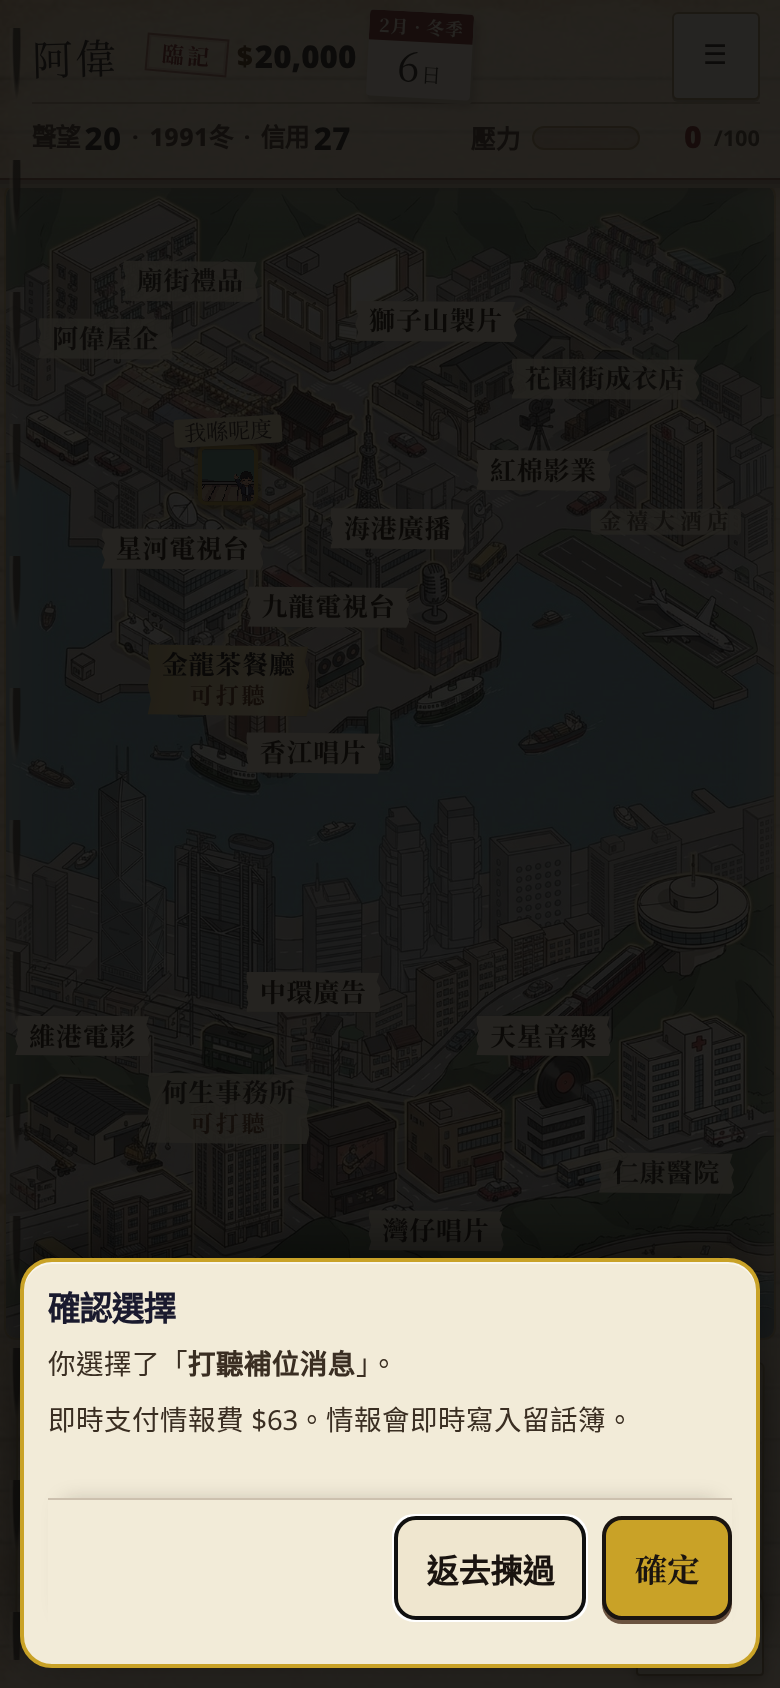 阿偉
臨記
$20,000
2月·冬季
6日
☰
聲望20 · 1991冬 · 信用27
壓力
0 /100
廟街禮品
獅子山製片
阿偉屋企
花園街成衣店
我喺呢度
紅棉影業
金禧大酒店
海港廣播
星河電視台
九龍電視台
金龍茶餐廳
可打聽
香江唱片
中環廣告
維港電影
天星音樂
何生事務所
可打聽
仁康醫院
灣仔唱片
確認選擇
你選擇了「打聽補位消息」。
即時支付情報費 $63。情報會即時寫入留話簿。
返去揀過
確定